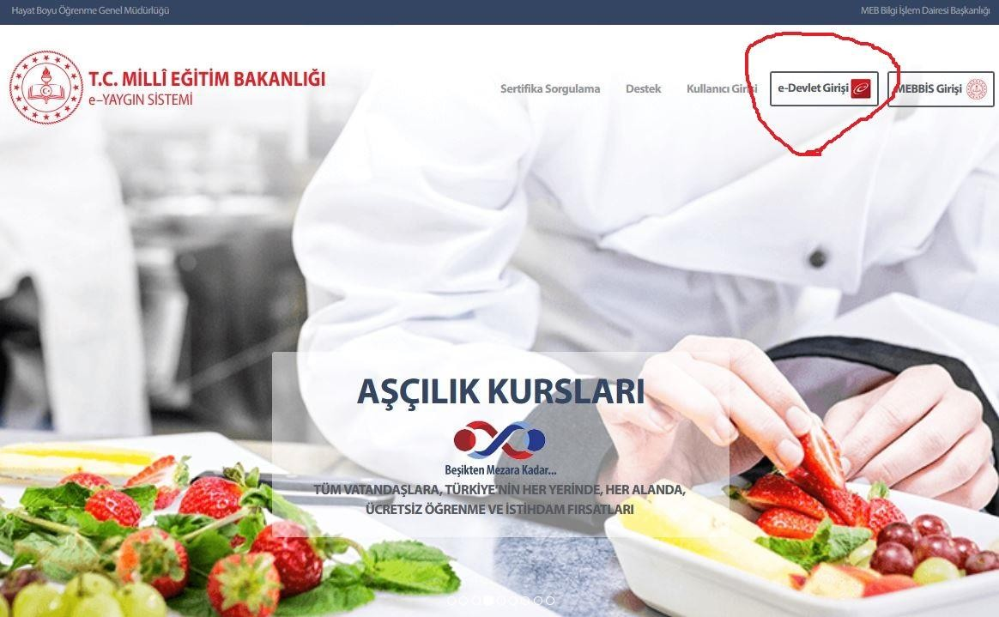 Hayat Boyu Öğrenme Genel Müdürlüğü
MEB Bilgi İşlem Dairesi Başkanlığı
T.C. MİLLÎ EĞİTİM BAKANLIĞI
e–YAYGIN SİSTEMİ
Sertifika Sorgulama
Destek
Kullanıcı Girişi
e-Devlet Girişi
MEBBİS Girişi
AŞÇILIK KURSLARI
Beşikten Mezara Kadar...
TÜM VATANDAŞLARA, TÜRKİYE'NİN HER YERİNDE, HER ALANDA,
ÜCRETSİZ ÖĞRENME VE İSTİHDAM FIRSATLARI